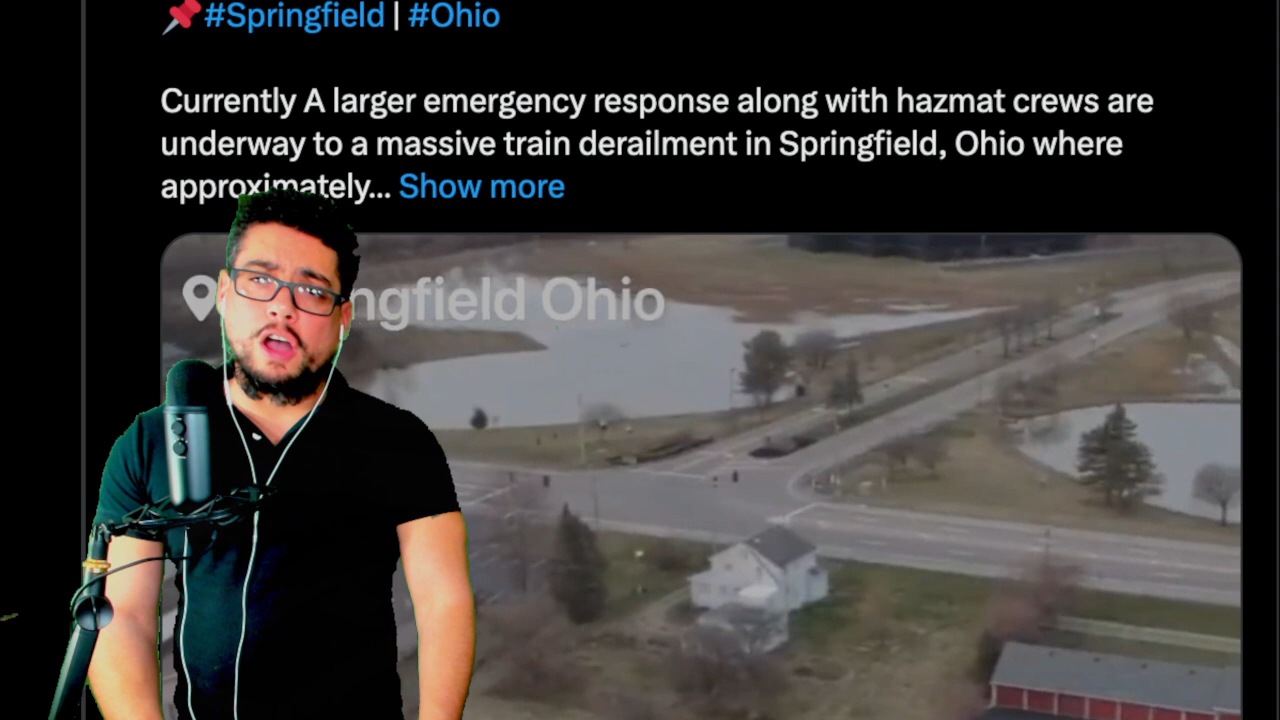 #Springfield | #Ohio
Currently A larger emergency response along with hazmat crews are
underway to a massive train derailment in Springfield, Ohio where
approximately... Show more
ngfield Ohio